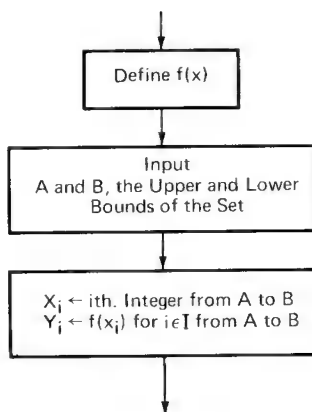 Define f(x)
Input
A and B, the Upper and Lower
Bounds of the Set
Xi ← ith. Integer from A to B
Yi ← f(xi) for iϵI from A to B